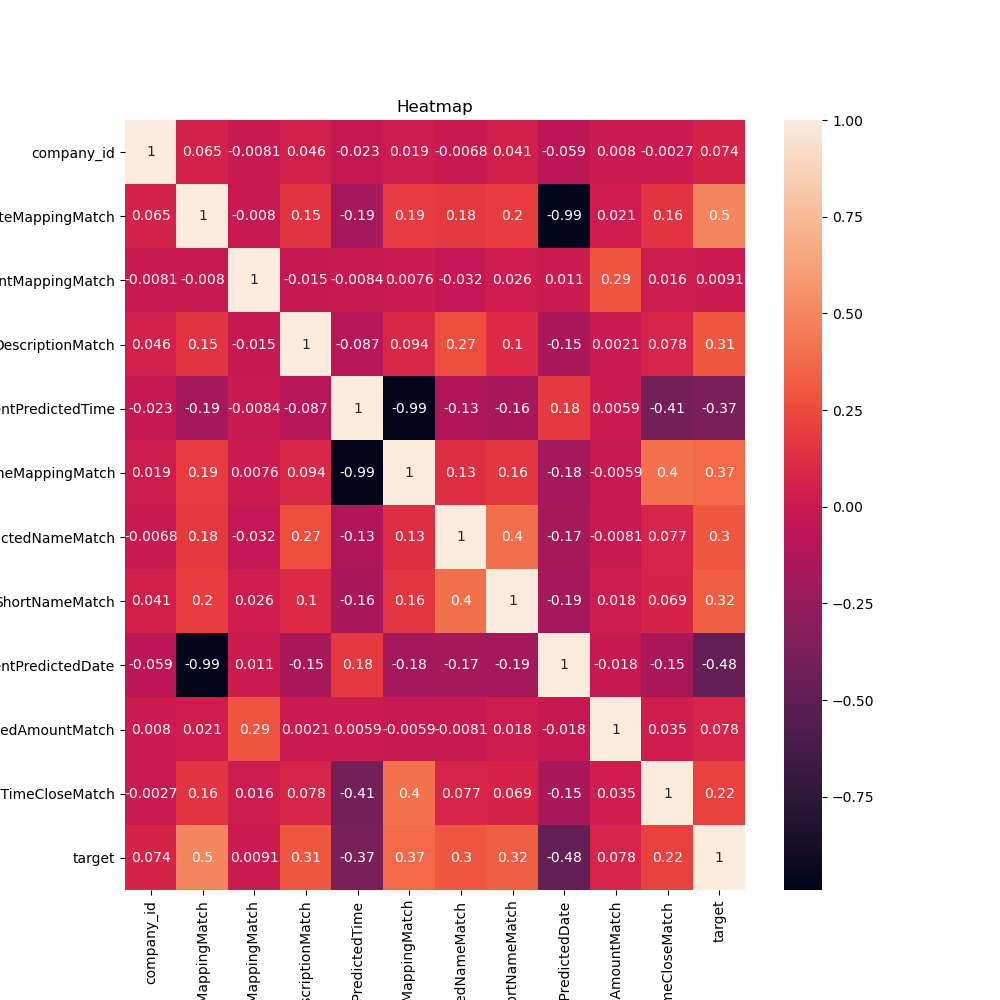 Heatmap
company_id 1 0.065 -0.0081 0.046 -0.023 0.019 -0.0068 0.041 -0.059 0.008 -0.0027 0.074
teMappingMatch 0.065 1 -0.008 0.15 -0.19 0.19 0.18 0.2 -0.99 0.021 0.16 0.5
ntMappingMatch -0.0081 -0.008 1 -0.015 -0.0084 0.0076 -0.032 0.026 0.011 0.29 0.016 0.0091
DescriptionMatch 0.046 0.15 -0.015 1 -0.087 0.094 0.27 0.1 -0.15 0.0021 0.078 0.31
entPredictedTime -0.023 -0.19 -0.0084 -0.087 1 -0.99 -0.13 -0.16 0.18 0.0059 -0.41 -0.37
neMappingMatch 0.019 0.19 0.0076 0.094 -0.99 1 0.13 0.16 -0.18 -0.0059 0.4 0.37
ctedNameMatch -0.0068 0.18 -0.032 0.27 -0.13 0.13 1 0.4 -0.17 -0.0081 0.077 0.3
ShortNameMatch 0.041 0.2 0.026 0.1 -0.16 0.16 0.4 1 -0.19 0.018 0.069 0.32
entPredictedDate -0.059 -0.99 0.011 -0.15 0.18 -0.18 -0.17 -0.19 1 -0.018 -0.15 -0.48
edAmountMatch 0.008 0.021 0.29 0.0021 0.0059 -0.0059 -0.0081 0.018 -0.018 1 0.035 0.078
TimeCloseMatch -0.0027 0.16 0.016 0.078 -0.41 0.4 0.077 0.069 -0.15 0.035 1 0.22
target 0.074 0.5 0.0091 0.31 -0.37 0.37 0.3 0.32 -0.48 0.078 0.22 1
company_id
MappingMatch
MappingMatch
scriptionMatch
PredictedTime
MappingMatch
edNameMatch
ortNameMatch
PredictedDate
AmountMatch
neCloseMatch
target
1.00
0.75
0.50
0.25
0.00
−0.25
−0.50
−0.75